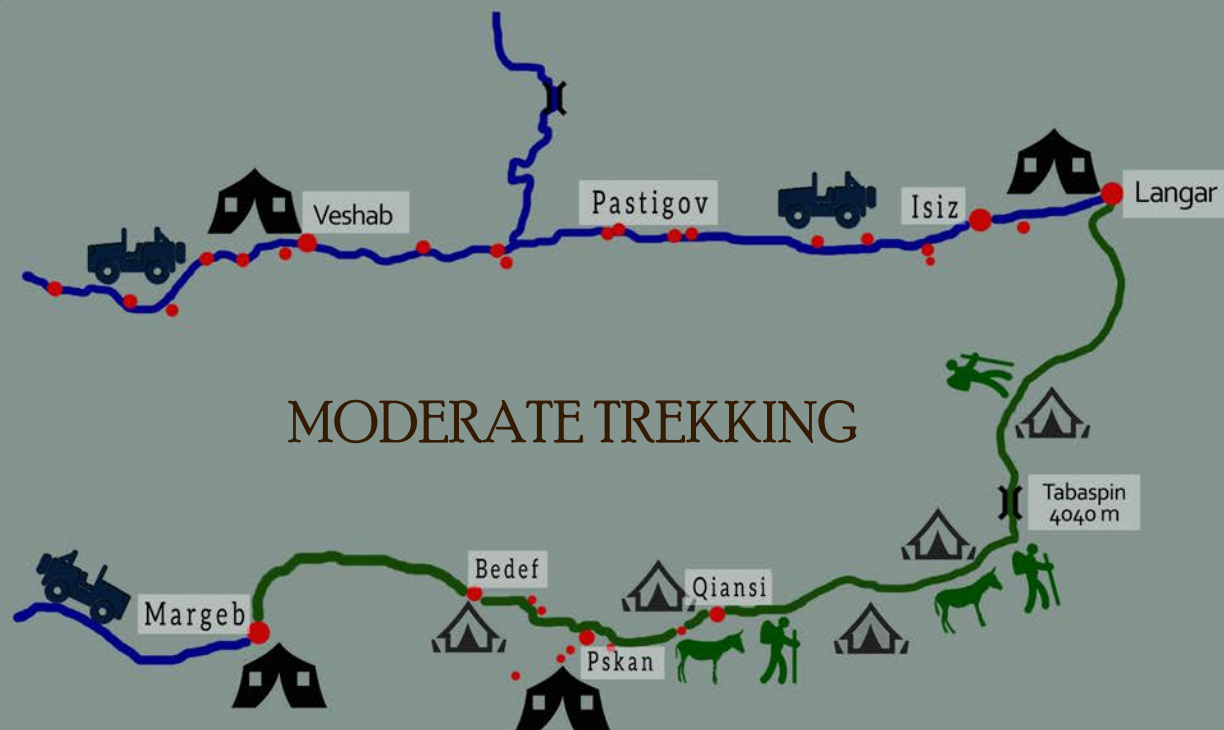 Veshab
Pastigov
Isiz
Langar
MODERATE TREKKING
Tabaspin
4040 m
Bedef
Qiansi
Margeb
Pskan